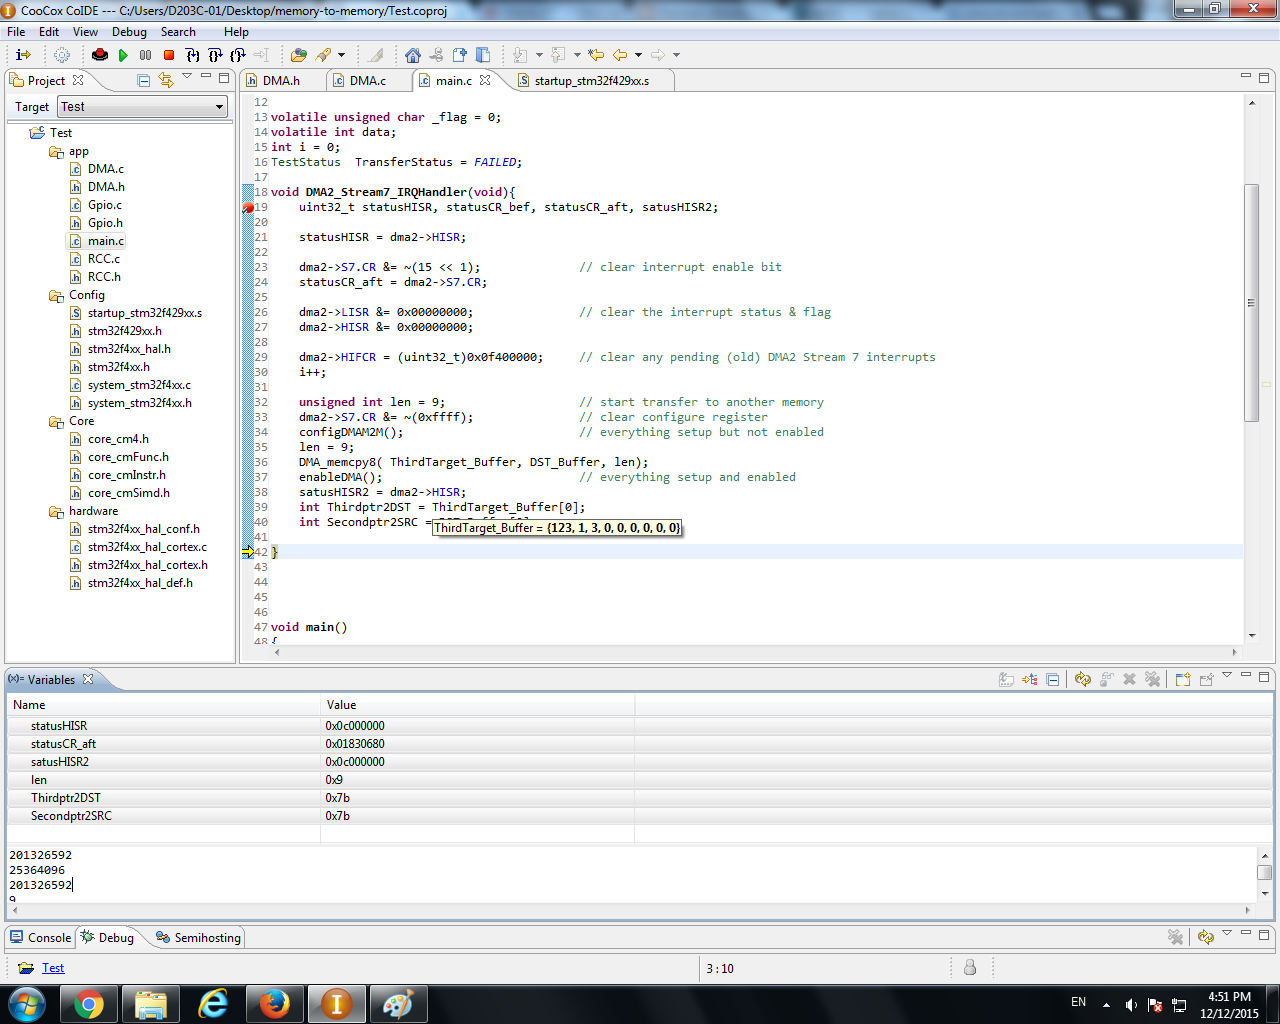 CooCox CoIDE --- C:/Users/D203C-01/Desktop/memory-to-memory/Test.coproj
File Edit View Debug Search Help
Project
DMA.h DMA.c main.c startup_stm32f429xx.s
Target Test
Test
app
DMA.c
DMA.h
Gpio.c
Gpio.h
main.c
RCC.c
RCC.h
Config
startup_stm32f429xx.s
stm32f429xx.h
stm32f4xx_hal.h
stm32f4xx.h
system_stm32f4xx.c
system_stm32f4xx.h
Core
core_cm4.h
core_cmFunc.h
core_cmInstr.h
core_cmSimd.h
hardware
stm32f4xx_hal_conf.h
stm32f4xx_hal_cortex.c
stm32f4xx_hal_cortex.h
stm32f4xx_hal_def.h
12
13 volatile unsigned char _flag = 0;
14 volatile int data;
15 int i = 0;
16 TestStatus  TransferStatus = FAILED;
17
18 void DMA2_Stream7_IRQHandler(void){
19     uint32_t statusHISR, statusCR_bef, statusCR_aft, satusHISR2;
20
21     statusHISR = dma2->HISR;
22
23     dma2->S7.CR &= ~(15 << 1);              // clear interrupt enable bit
24     statusCR_aft = dma2->S7.CR;
25
26     dma2->LISR &= 0x00000000;               // clear the interrupt status & flag
27     dma2->HISR &= 0x00000000;
28
29     dma2->HIFCR = (uint32_t)0x0f400000;     // clear any pending (old) DMA2 Stream 7 interrupts
30     i++;
31
32     unsigned int len = 9;                   // start transfer to another memory
33     dma2->S7.CR &= ~(0xffff);               // clear configure register
34     configDMAM2M();                         // everything setup but not enabled
35     len = 9;
36     DMA_memcpy8( ThirdTarget_Buffer, DST_Buffer, len);
37     enableDMA();                            // everything setup and enabled
38     satusHISR2 = dma2->HISR;
39     int Thirdptr2DST = ThirdTarget_Buffer[0];
40     int Secondptr2SRC =
ThirdTarget_Buffer = {123, 1, 3, 0, 0, 0, 0, 0, 0}
41
42 }
43
44
45
46
47 void main()
48 {
(x)= Variables
Name Value
statusHISR 0x0c000000
statusCR_aft 0x01830680
satusHISR2 0x0c000000
len 0x9
Thirdptr2DST 0x7b
Secondptr2SRC 0x7b
201326592
25364096
201326592
9
Console Debug Semihosting
Test
3 : 10
EN
4:51 PM
12/12/2015